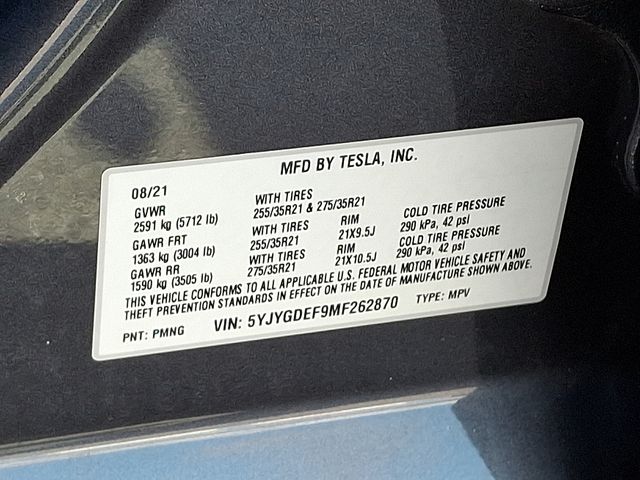 MFD BY TESLA, INC.
08/21
GVWR WITH TIRES
2591 kg (5712 lb) 255/35R21 & 275/35R21
GAWR FRT WITH TIRES RIM COLD TIRE PRESSURE
1363 kg (3004 lb) 255/35R21 21X9.5J 290 kPa, 42 psi
GAWR RR WITH TIRES RIM COLD TIRE PRESSURE
1590 kg (3505 lb) 275/35R21 21X10.5J 290 kPa, 42 psi
THIS VEHICLE CONFORMS TO ALL APPLICABLE U.S. FEDERAL MOTOR VEHICLE SAFETY AND
THEFT PREVENTION STANDARDS IN EFFECT ON THE DATE OF MANUFACTURE SHOWN ABOVE.
PNT: PMNG VIN: 5YJYGDEF9MF262870 TYPE: MPV